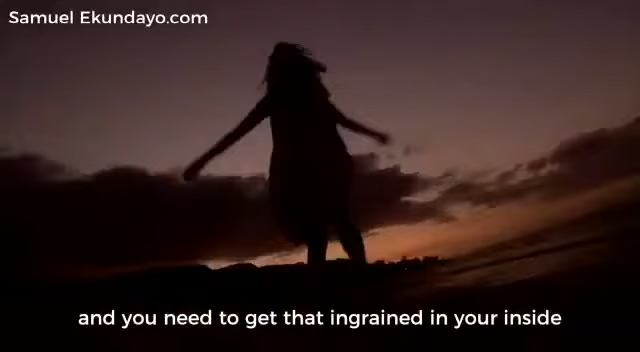 Samuel Ekundayo.com
and you need to get that ingrained in your inside